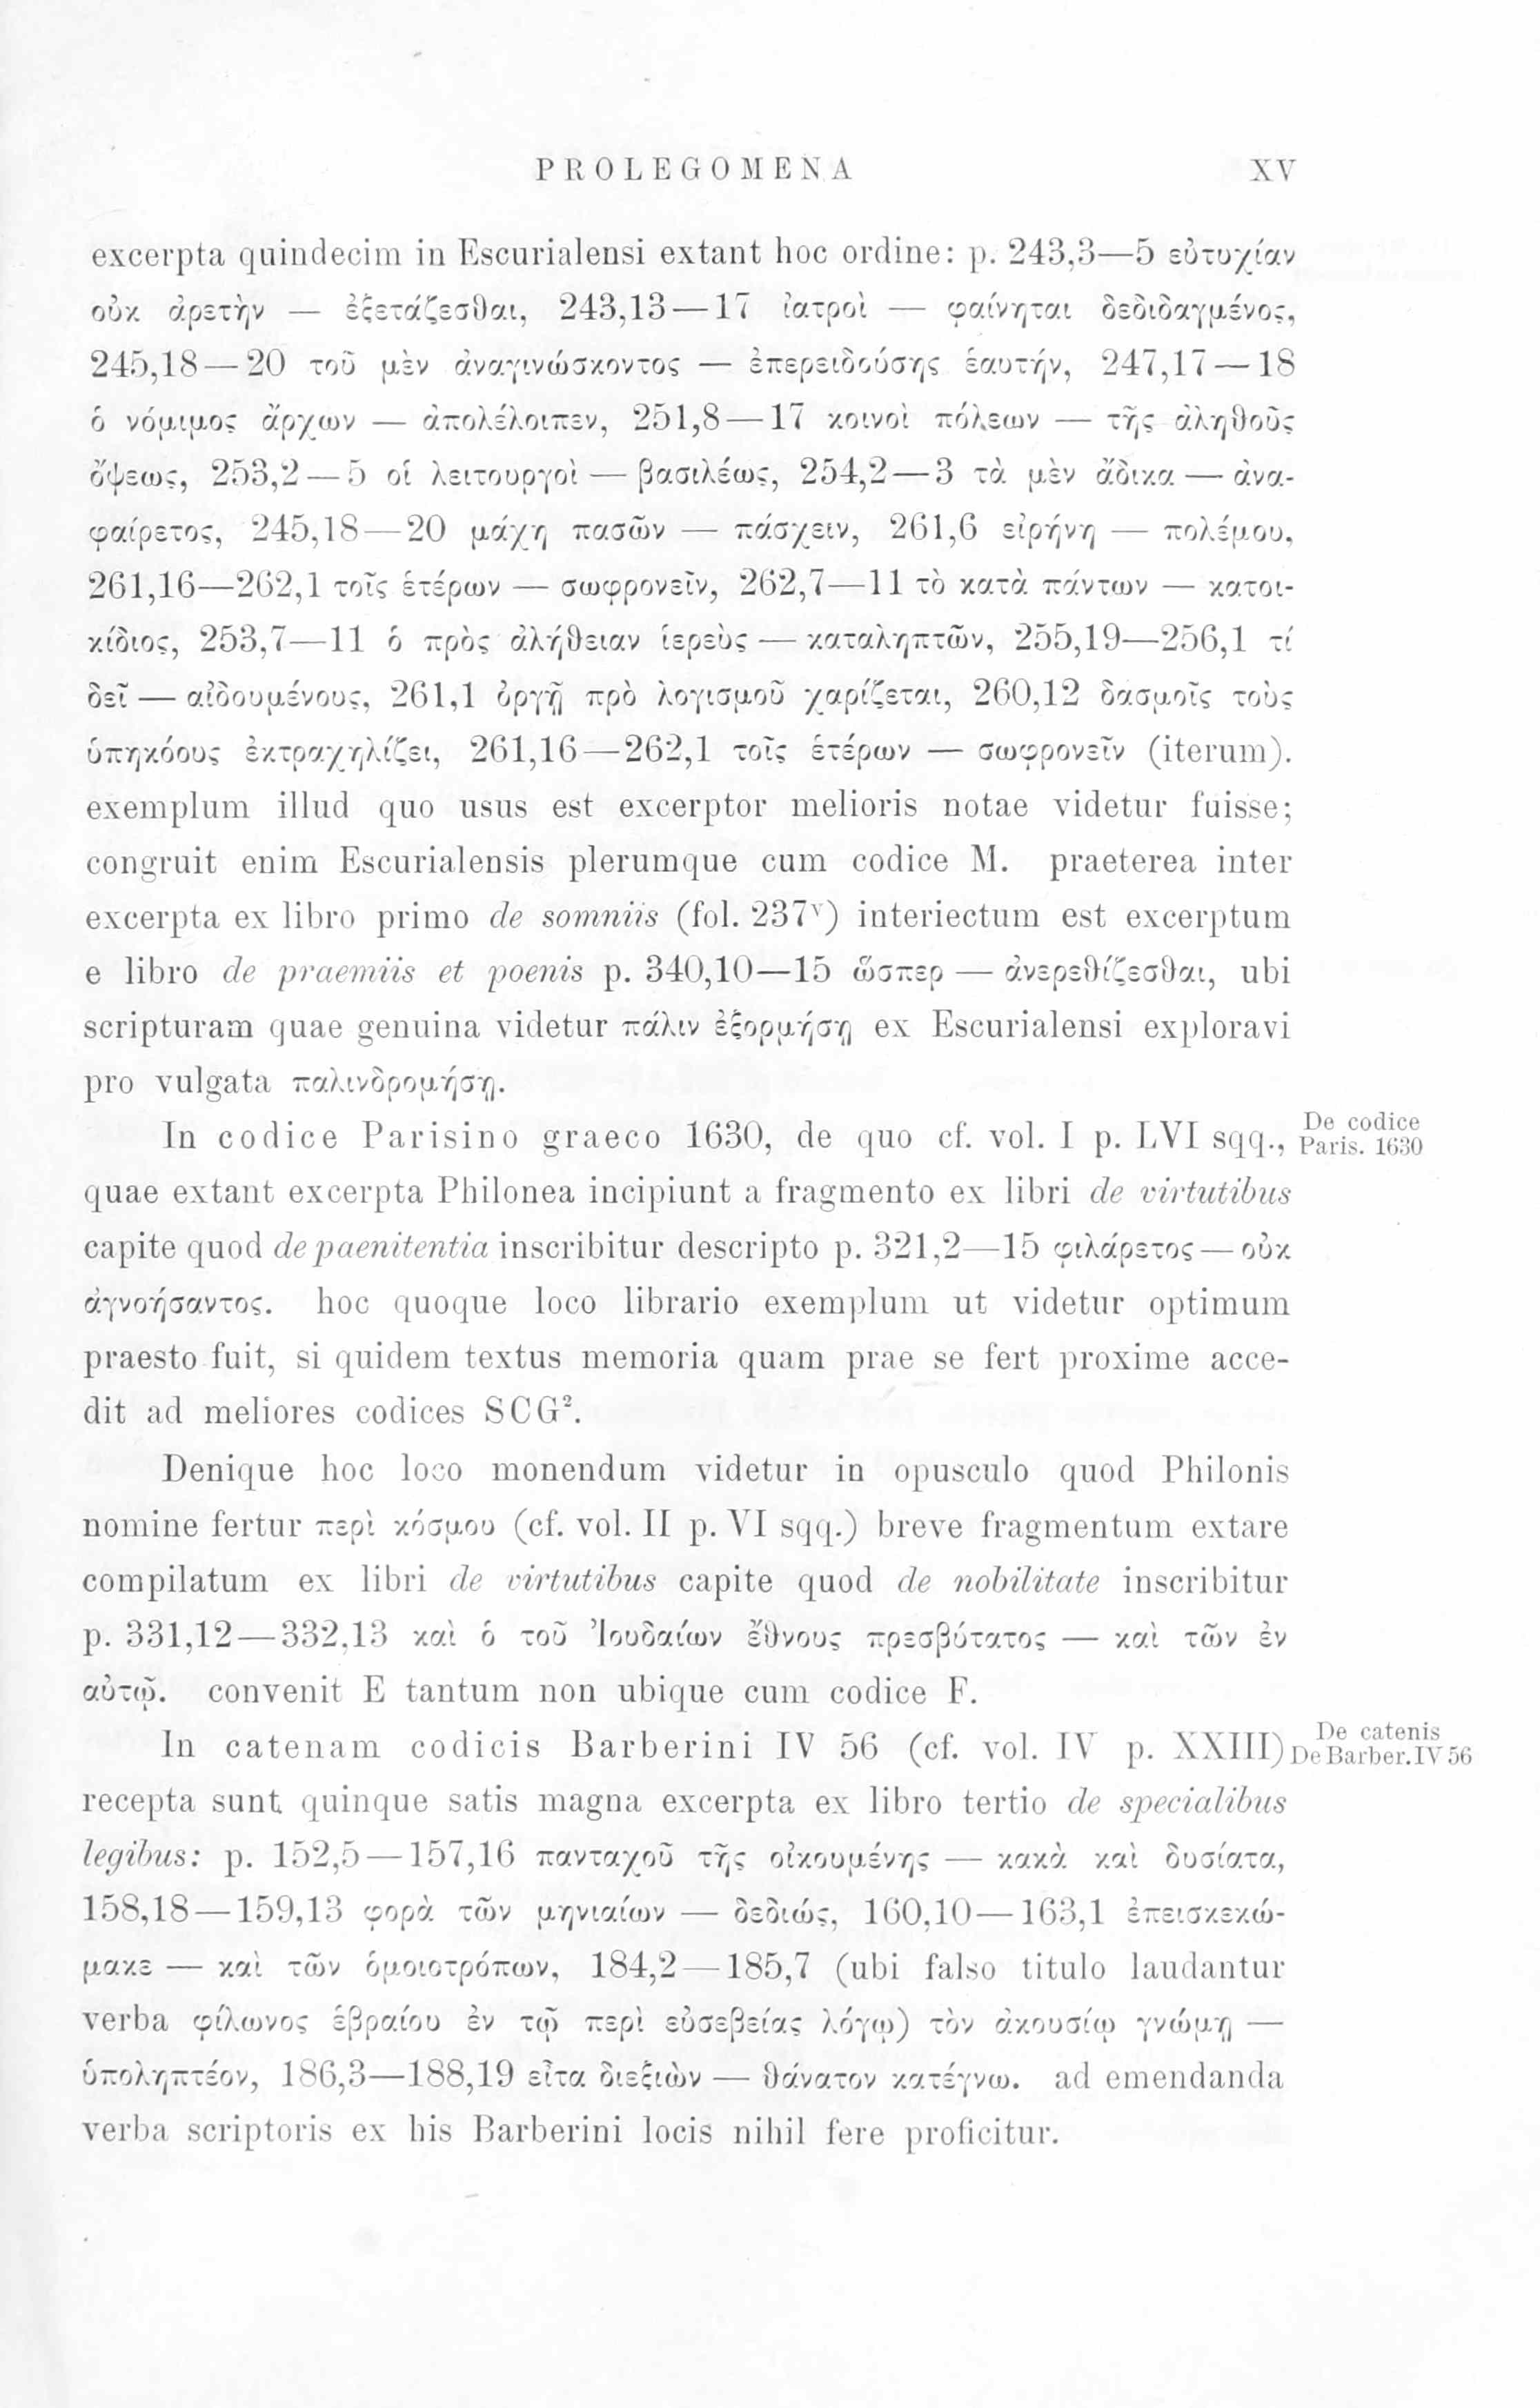 PROLEGOMENA XV
excerpta quindecim in Escurialensi extant hoc ordine: p. 243,3—5 εὐτυχίαν
οὐκ ἀρετὴν — ἐξετάζεσθαι, 243,13—17 ἰατροὶ — φαίνηται δεδιδαγμένος,
245,18—20 τοῦ μὲν ἀναγινώσκοντος — ἐπερειδούσης ἑαυτήν, 247,17—18
ὁ νόμιμος ἄρχων — ἀπολέλοιπεν, 251,8—17 κοινοὶ πόλεων — τῆς ἀληθοῦς
ὄψεως, 253,2—5 οἱ λειτουργοὶ — βασιλέως, 254,2—3 τὰ μὲν ἄδικα — ἀνα-
φαίρετος, 245,18—20 μάχη πασῶν — πάσχειν, 261,6 εἰρήνη — πολέμου,
261,16—262,1 τοῖς ἑτέρων — σωφρονεῖν, 262,7—11 τὸ κατὰ πάντων — κατοι-
κίδιος, 253,7—11 ὁ πρὸς ἀλήθειαν ἱερεὺς — καταληπτῶν, 255,19—256,1 τί
δεῖ — αἰδουμένους, 261,1 ὀργῇ πρὸ λογισμοῦ χαρίζεται, 260,12 δασμοῖς τοὺς
ὑπηκόους ἐκτραχηλίζει, 261,16—262,1 τοῖς ἑτέρων — σωφρονεῖν (iterum).
exemplum illud quo usus est excerptor melioris notae videtur fuisse;
congruit enim Escurialensis plerumque cum codice M. praeterea inter
excerpta ex libro primo de somniis (fol. 237ᵛ) interiectum est excerptum
e libro de praemiis et poenis p. 340,10—15 ὥσπερ — ἀνερεθίζεσθαι, ubi
scripturam quae genuina videtur πάλιν ἐξορμήσῃ ex Escurialensi exploravi
pro vulgata παλινδρομήσῃ.
In codice Parisino graeco 1630, de quo cf. vol. I p. LVI sqq.,
De codice
Paris. 1630
quae extant excerpta Philonea incipiunt a fragmento ex libri de virtutibus
capite quod de paenitentia inscribitur descripto p. 321,2—15 φιλάρετος — οὐκ
ἀγνοήσαντος. hoc quoque loco librario exemplum ut videtur optimum
praesto fuit, si quidem textus memoria quam prae se fert proxime acce-
dit ad meliores codices SCG².
Denique hoc loco monendum videtur in opusculo quod Philonis
nomine fertur περὶ κόσμου (cf. vol. II p. VI sqq.) breve fragmentum extare
compilatum ex libri de virtutibus capite quod de nobilitate inscribitur
p. 331,12—332,13 καὶ ὁ τοῦ Ἰουδαίων ἔθνους πρεσβύτατος — καὶ τῶν ἐν
αὐτῷ. convenit E tantum non ubique cum codice F.
In catenam codicis Barberini IV 56 (cf. vol. IV p. XXIII)
De catenis
De Barber. IV 56
recepta sunt quinque satis magna excerpta ex libro tertio de specialibus
legibus: p. 152,5—157,16 πανταχοῦ τῆς οἰκουμένης — κακὰ καὶ δυσίατα,
158,18—159,13 φορὰ τῶν μηνιαίων — δεδιώς, 160,10—163,1 ἐπεισκεκώ-
μακε — καὶ τῶν ὁμοιοτρόπων, 184,2—185,7 (ubi falso titulo laudantur
verba φίλωνος ἑβραίου ἐν τῷ περὶ εὐσεβείας λόγῳ) τὸν ἀκουσίῳ γνώμῃ —
ὑποληπτέον, 186,3—188,19 εἶτα διεξιὼν — θάνατον κατέγνω. ad emendanda
verba scriptoris ex his Barberini locis nihil fere proficitur.